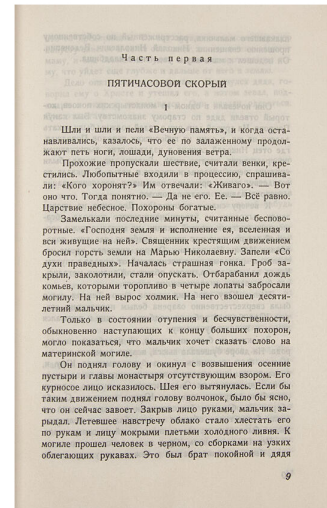 Часть первая
ПЯТИЧАСОВОЙ СКОРЫЙ
1
Шли и шли и пели «Вечную память», и когда оста-
навливались, казалось, что ее по залаженному продол-
жают петь ноги, лошади, дуновения ветра.
Прохожие пропускали шествие, считали венки, кре-
стились. Любопытные входили в процессию, спрашива-
ли: «Кого хоронят?» Им отвечали: «Живаго». — Вот
оно что. Тогда понятно. — Да не его. Ее. — Всё равно.
Царствие небесное. Похороны богатые.
Замелькали последние минуты, считанные бесповo-
ротные. «Господня земля и исполнение ея, вселенная и
вси живущие на ней». Священник крестящим движением
бросил горсть земли на Марью Николаевну. Запели «Со
духи праведных». Началась страшная гонка. Гроб за-
крыли, заколотили, стали опускать. Отбарабанил дождь
комьев, которыми торопливо в четыре лопаты забросали
могилу. На ней вырос холмик. На него взошел десяти-
летний мальчик.
Только в состоянии отупения и бесчувственности,
обыкновенно наступающих к концу больших похорон,
могло показаться, что мальчик хочет сказать слово на
материнской могиле.
Он поднял голову и окинул с возвышения осенние
пустыри и главы монастыря отсутствующим взором. Его
курносое лицо исказилось. Шея его вытянулась. Если бы
таким движением поднял голову волчонок, было бы ясно,
что он сейчас завоет. Закрыв лицо руками, мальчик за-
рыдал. Летевшее навстречу облако стало хлестать его
по рукам и лицу мокрыми плетьми холодного ливня. К
могиле прошел человек в черном, со сборками на узких
облегающих рукавах. Это был брат покойной и дядя
9